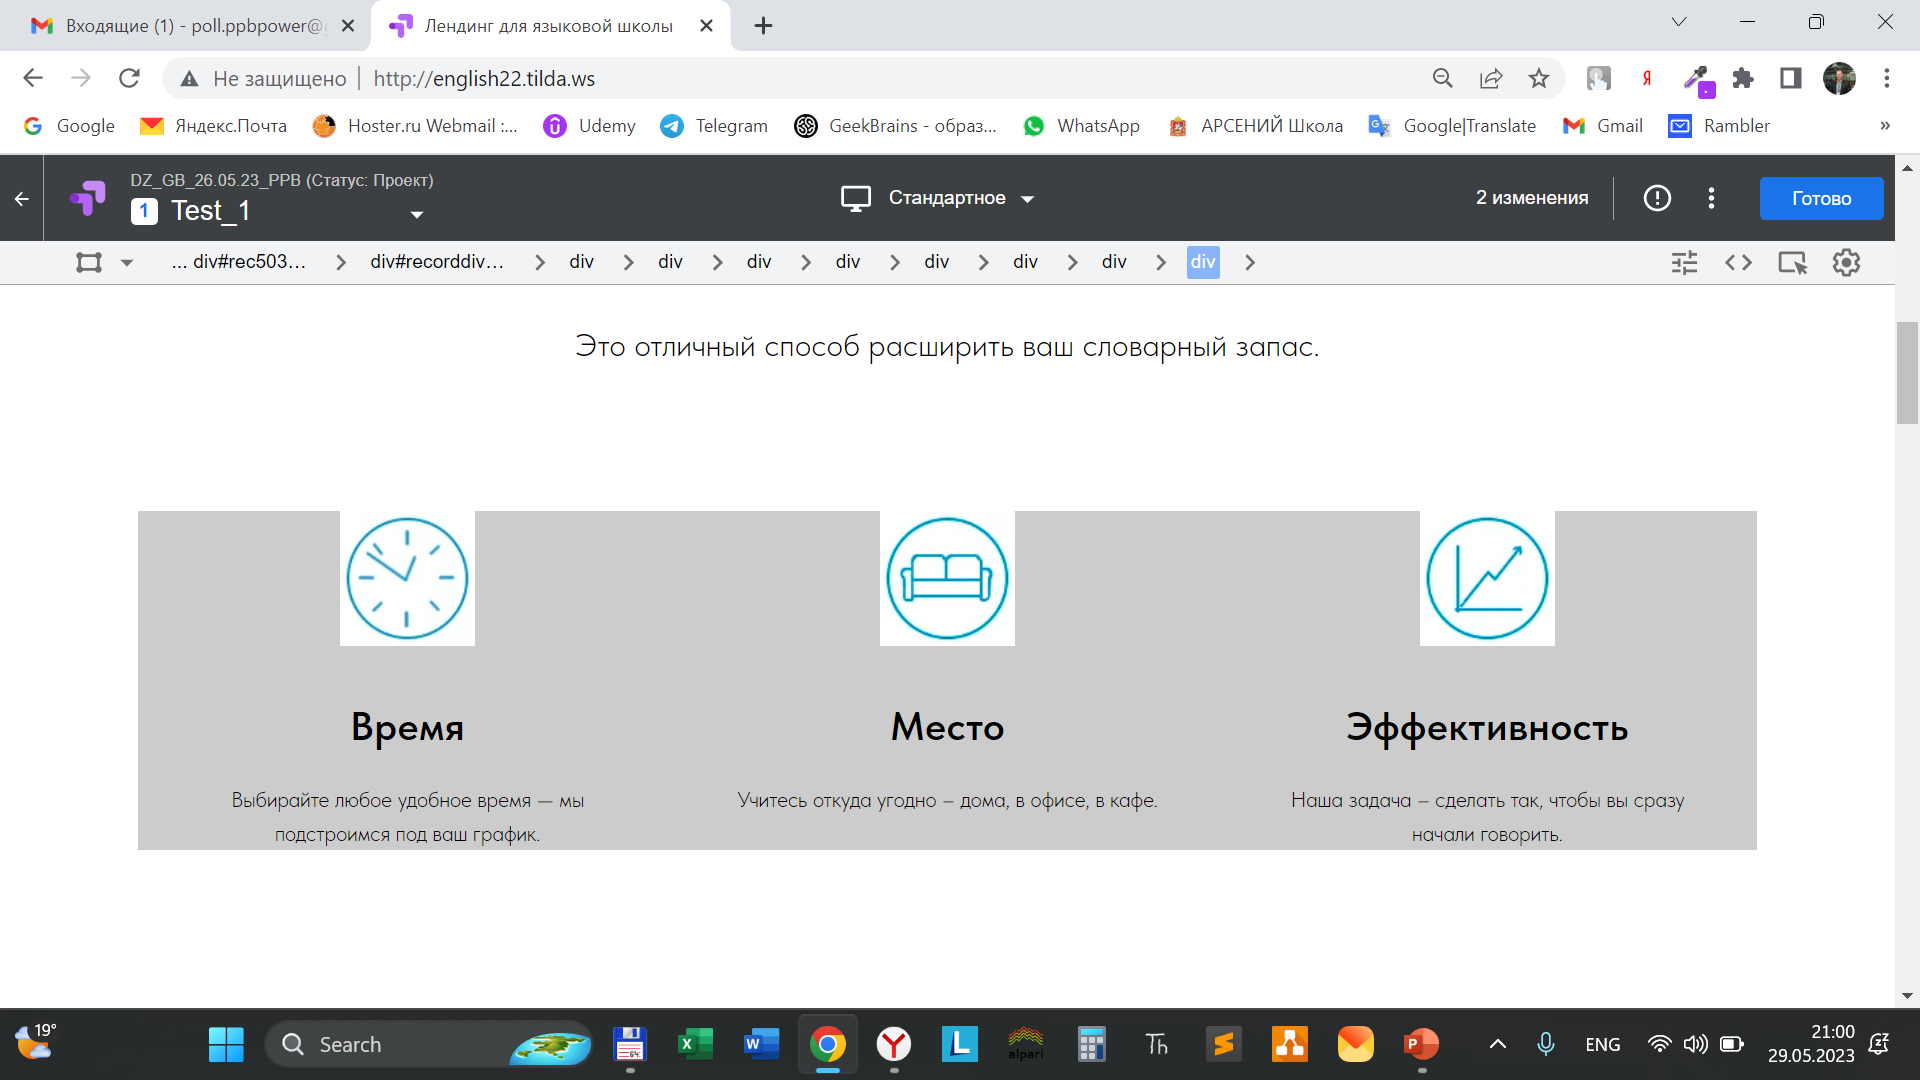 Входящие (1) - poll.ppbpower@
Лендинг для языковой школы
Не защищено
http://english22.tilda.ws
Я
Google
Яндекс.Почта
Hoster.ru Webmail :...
Udemy
Telegram
GeekBrains - образ...
WhatsApp
АРСЕНИЙ Школа
Google|Translate
Gmail
Rambler
»
DZ_GB_26.05.23_PPB (Статус: Проект)
1 Test_1
Стандартное
2 изменения
Готово
... div#rec503...
div#recorddiv...
div
div
div
div
div
div
div
div
Это отличный способ расширить ваш словарный запас.
Время
Выбирайте любое удобное время — мы
подстроимся под ваш график.
Место
Учитесь откуда угодно – дома, в офисе, в кафе.
Эффективность
Наша задача – сделать так, чтобы вы сразу
начали говорить.
19°
Search
64
X
W
Y
L
alpari
Th
S
P
ENG
21:00
29.05.2023